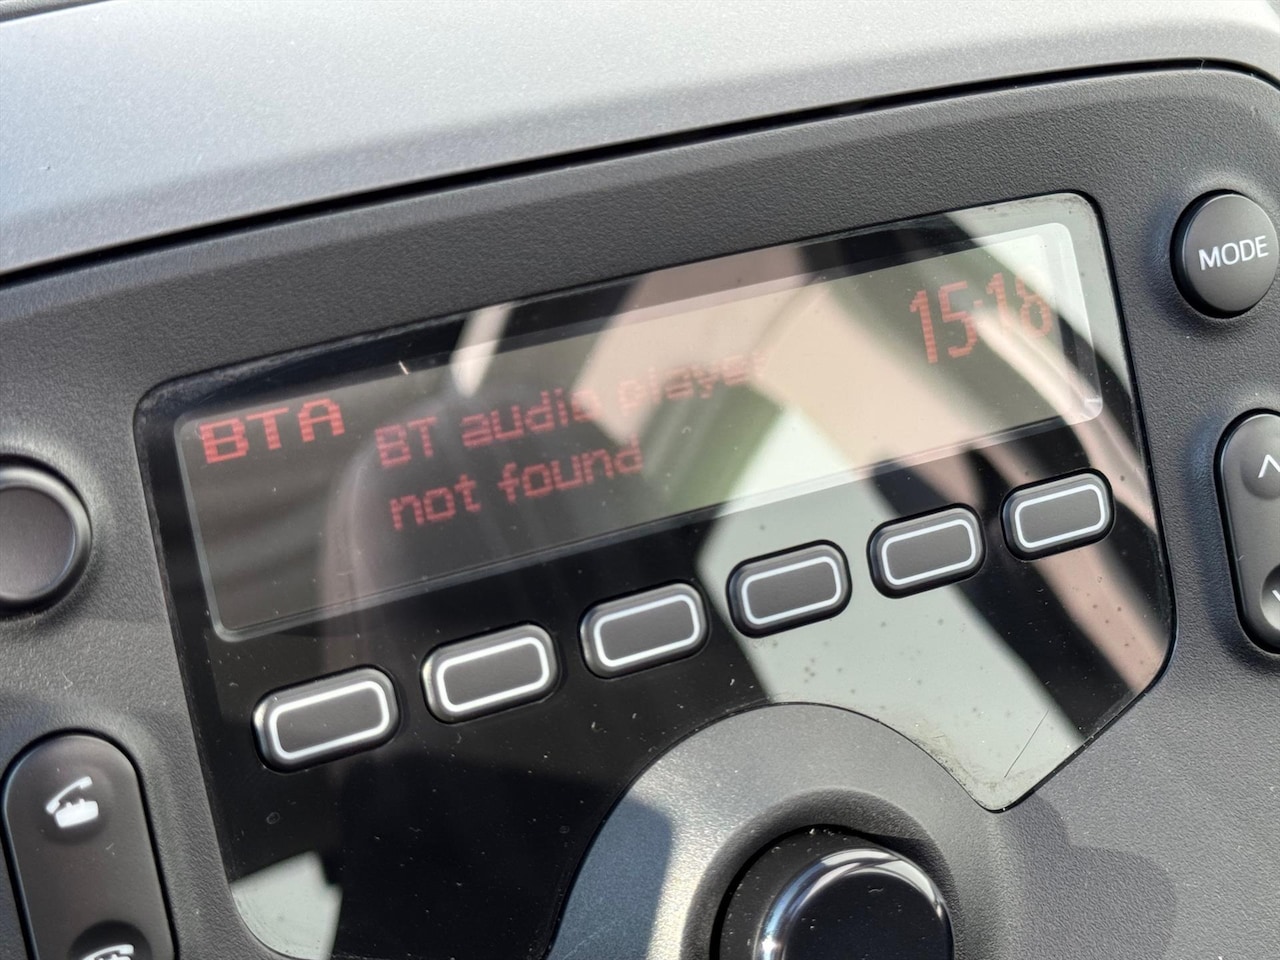 MODE
15:18
BTA BT audio player
not found